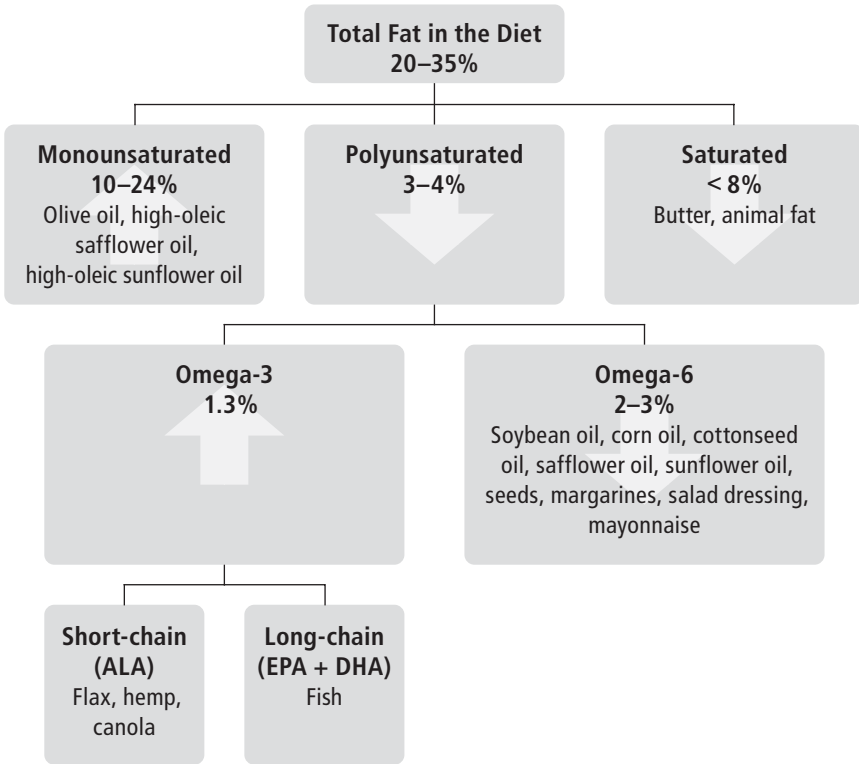 Total Fat in the Diet
20–35%
Monounsaturated
10–24%
Olive oil, high-oleic
safflower oil,
high-oleic sunflower oil
Polyunsaturated
3–4%
Saturated
< 8%
Butter, animal fat
Omega-3
1.3%
Omega-6
2–3%
Soybean oil, corn oil, cottonseed
oil, safflower oil, sunflower oil,
seeds, margarines, salad dressing,
mayonnaise
Short-chain
(ALA)
Flax, hemp,
canola
Long-chain
(EPA + DHA)
Fish